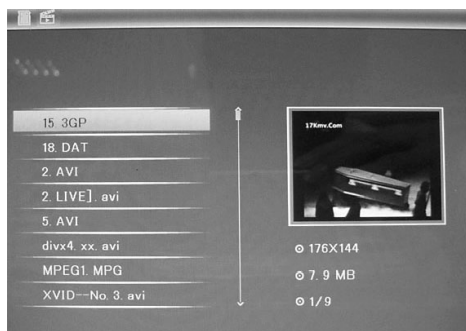 15. 3GP
18. DAT
2. AVI
2. LIVE]. avi
5. AVI
divx4. xx. avi
MPEG1. MPG
XVID--No. 3. avi
17Kmv.Com
176X144
7. 9 MB
1/9